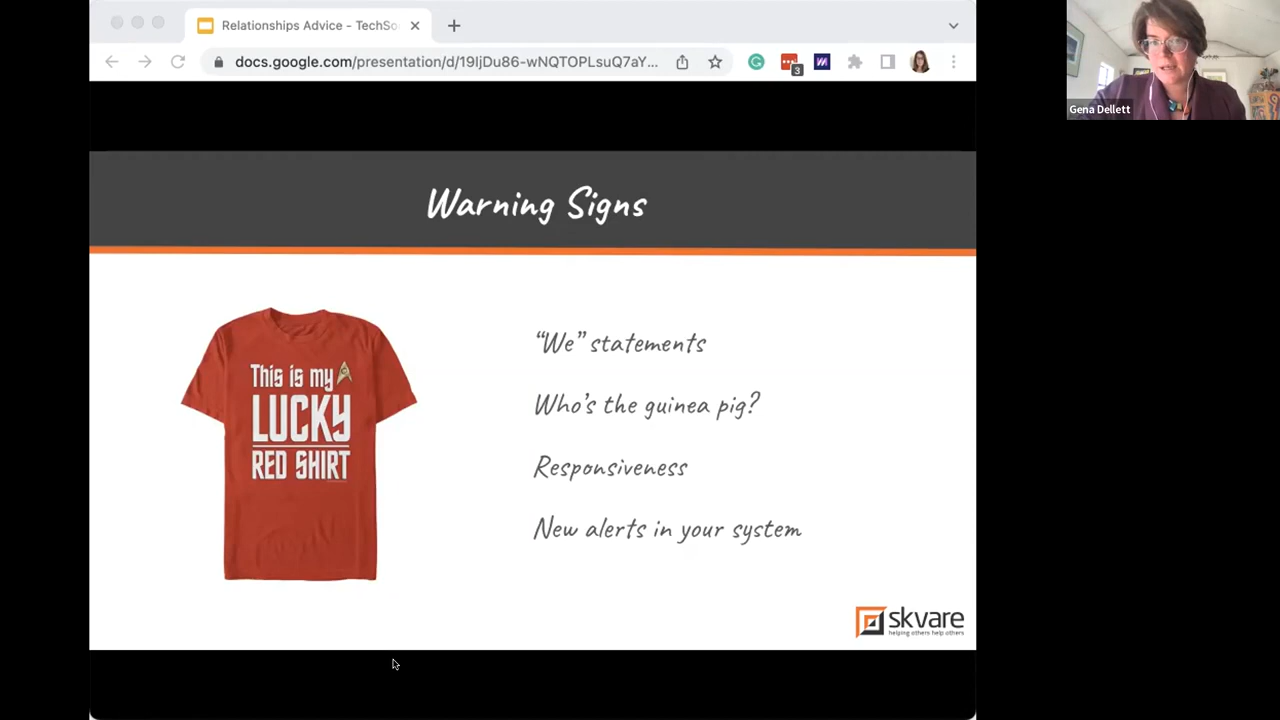 Relationships Advice - TechSo
docs.google.com/presentation/d/19IjDu86-wNQTOPLsuQ7aY...
3
Gena Dellett
Warning Signs
This is my
LUCKY
RED SHIRT
“We” statements
Who's the guinea pig?
Responsiveness
New alerts in your system
skvare
helping others help others